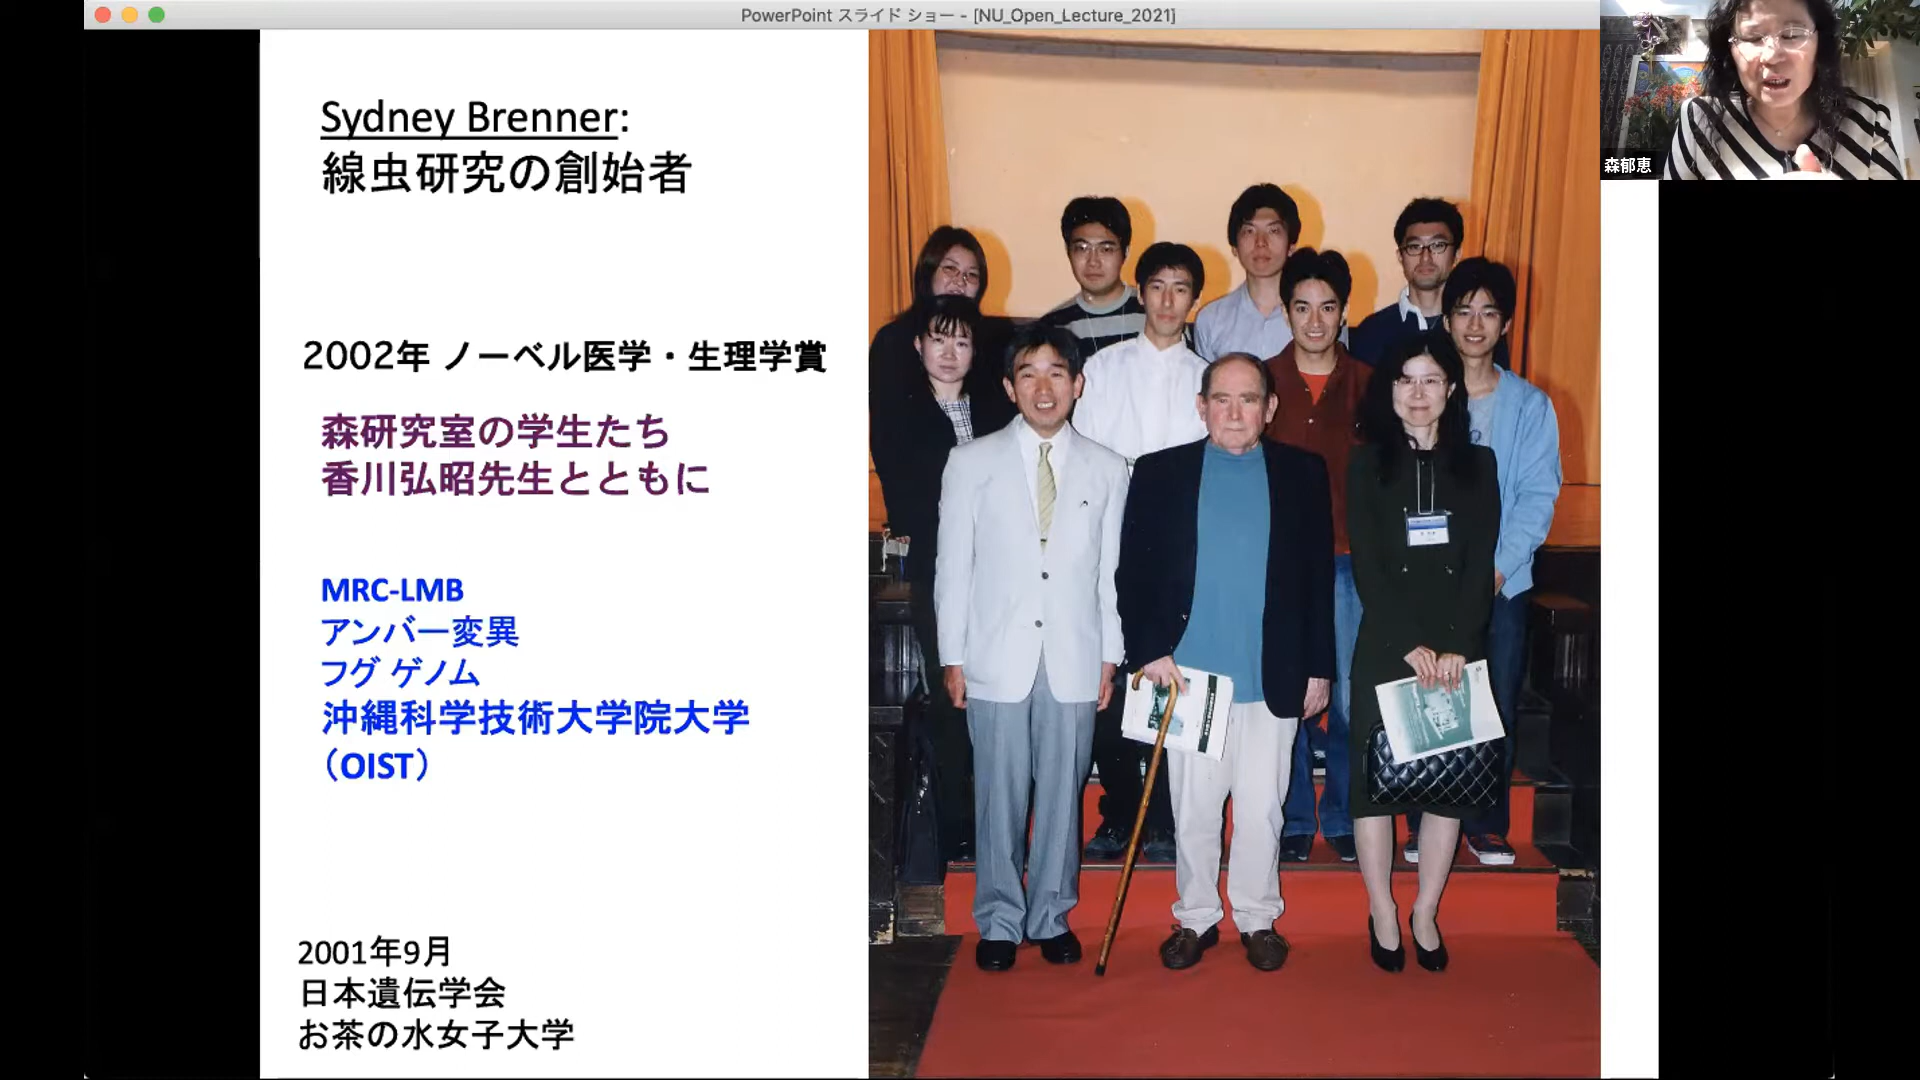 PowerPoint スライド ショー - [NU_Open_Lecture_2021]
森郁恵
Sydney Brenner:
線虫研究の創始者
2002年 ノーベル医学・生理学賞
森研究室の学生たち
香川弘昭先生とともに
MRC-LMB
アンバー変異
フグ ゲノム
沖縄科学技術大学院大学
（OIST）
2001年9月
日本遺伝学会
お茶の水女子大学